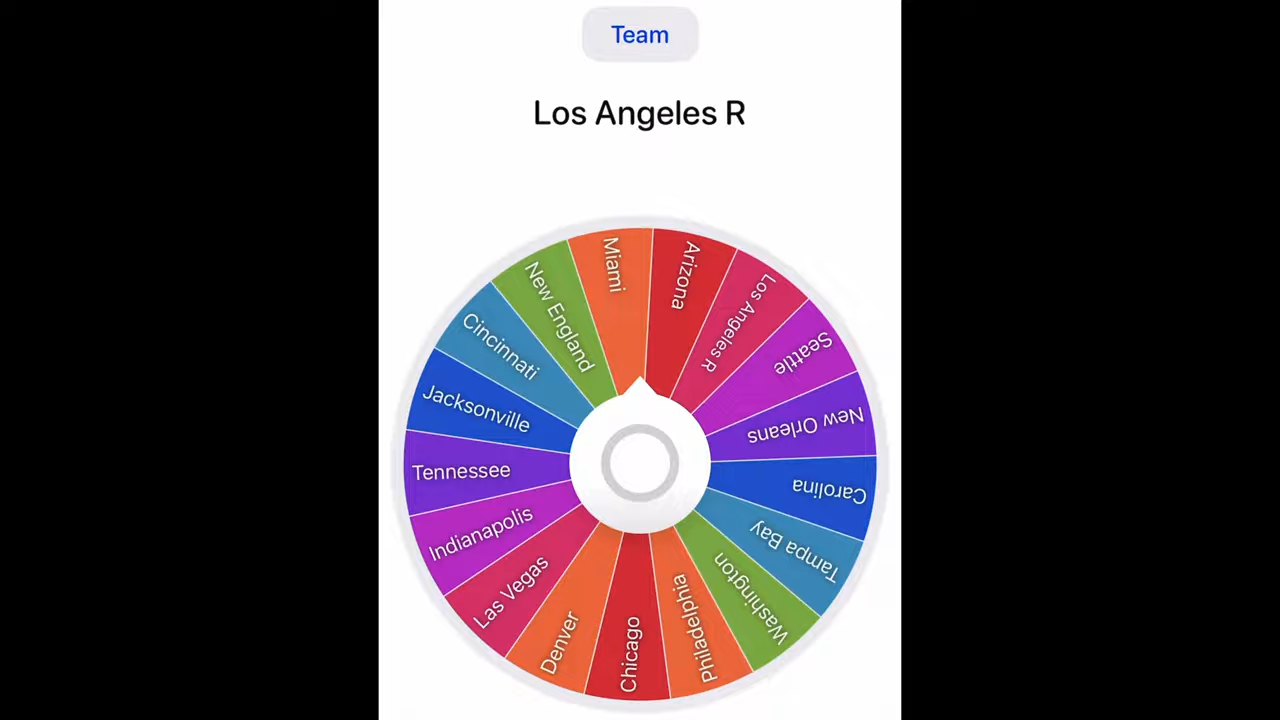 Team
Los Angeles R
Miami
Arizona
Los Angeles R
Seattle
New Orleans
Carolina
Tampa Bay
Washington
Philadelphia
Chicago
Denver
Las Vegas
Indianapolis
Tennessee
Jacksonville
Cincinnati
New England